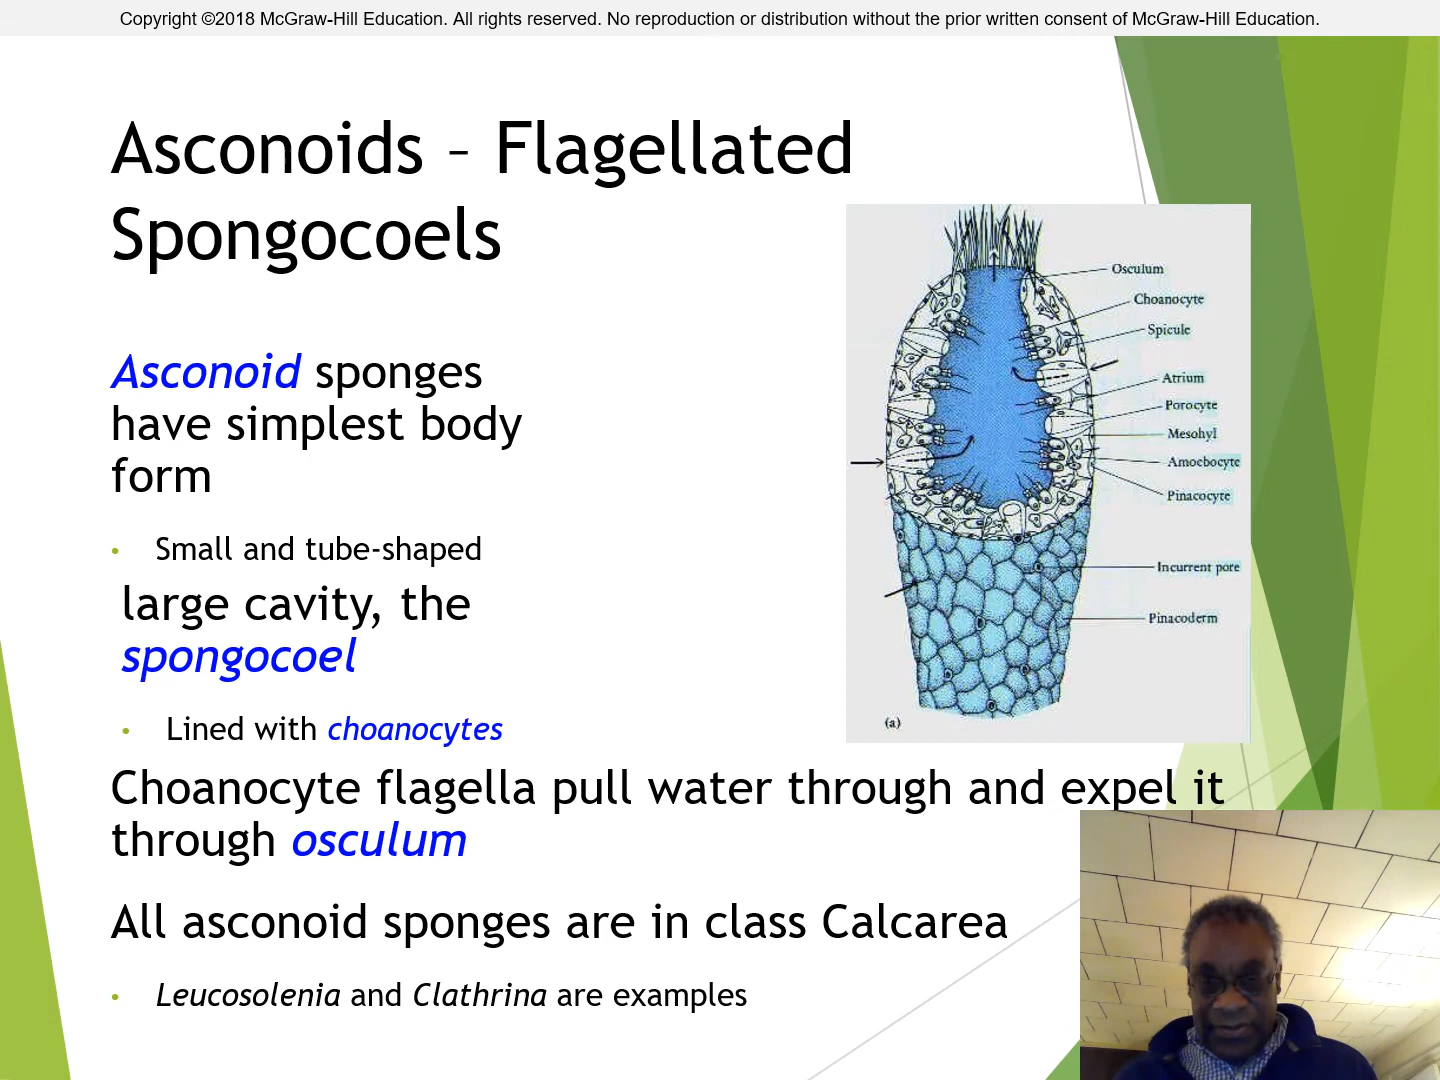 Copyright ©2018 McGraw-Hill Education. All rights reserved. No reproduction or distribution without the prior written consent of McGraw-Hill Education.
Asconoids – Flagellated
Spongocoels
Asconoid sponges
have simplest body
form
• Small and tube-shaped
large cavity, the
spongocoel
• Lined with choanocytes
Choanocyte flagella pull water through and expel it
through osculum
All asconoid sponges are in class Calcarea
• Leucosolenia and Clathrina are examples
Osculum
Choanocyte
Spicule
Atrium
Porocyte
Mesohyl
Amoebocyte
Pinacocyte
Incurrent pore
Pinacoderm
(a)